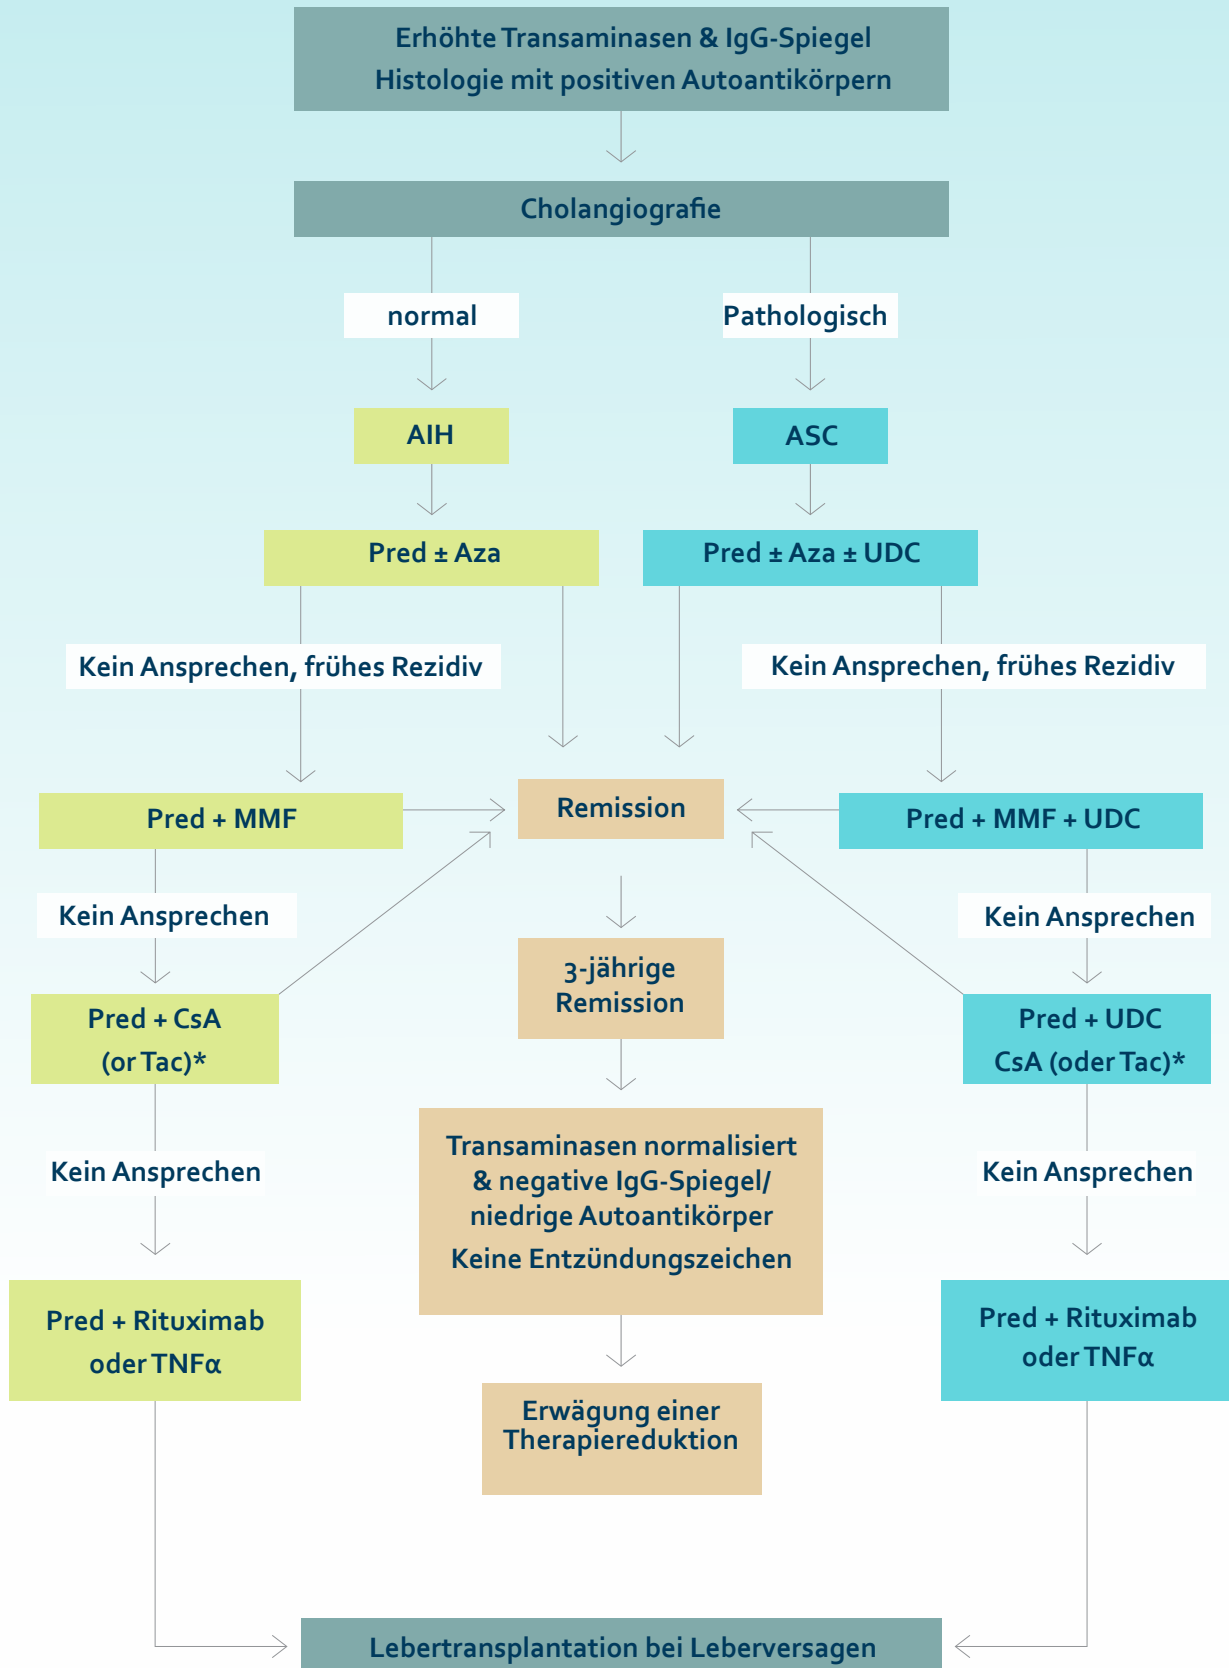 Erhöhte Transaminasen & IgG-Spiegel
Histologie mit positiven Autoantikörpern
Cholangiografie
normal
Pathologisch
AIH
ASC
Pred ± Aza
Pred ± Aza ± UDC
Kein Ansprechen, frühes Rezidiv
Kein Ansprechen, frühes Rezidiv
Pred + MMF
Remission
Pred + MMF + UDC
Kein Ansprechen
Kein Ansprechen
3-jährige
Remission
Pred + CsA
(or Tac)*
Pred + UDC
CsA (oder Tac)*
Transaminasen normalisiert
& negative IgG-Spiegel/
niedrige Autoantikörper
Keine Entzündungszeichen
Kein Ansprechen
Kein Ansprechen
Pred + Rituximab
oder TNFα
Pred + Rituximab
oder TNFα
Erwägung einer
Therapiereduktion
Lebertransplantation bei Leberversagen